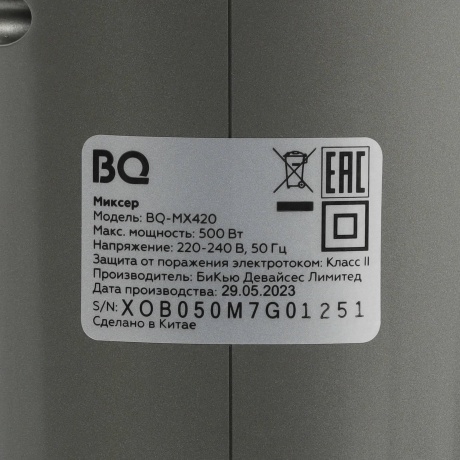 BQ
EAC
Миксер
Модель: BQ-MX420
Макс. мощность: 500 Вт
Напряжение: 220-240 В, 50 Гц
Защита от поражения электротоком: Класс II
Производитель: БиКью Девайсес Лимитед
Дата производства: 29.05.2023
S/N: XOB050M7G01251
Сделано в Китае